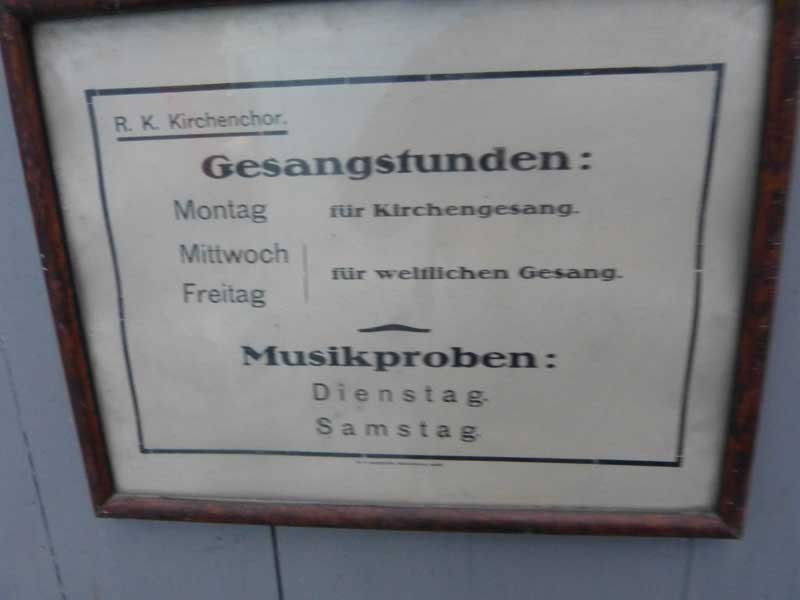 R. K. Kirchenchor.
Gesangstunden:
Montag für Kirchengesang.
Mittwoch
für weltlichen Gesang.
Freitag
Musikproben:
Dienstag.
Samstag.